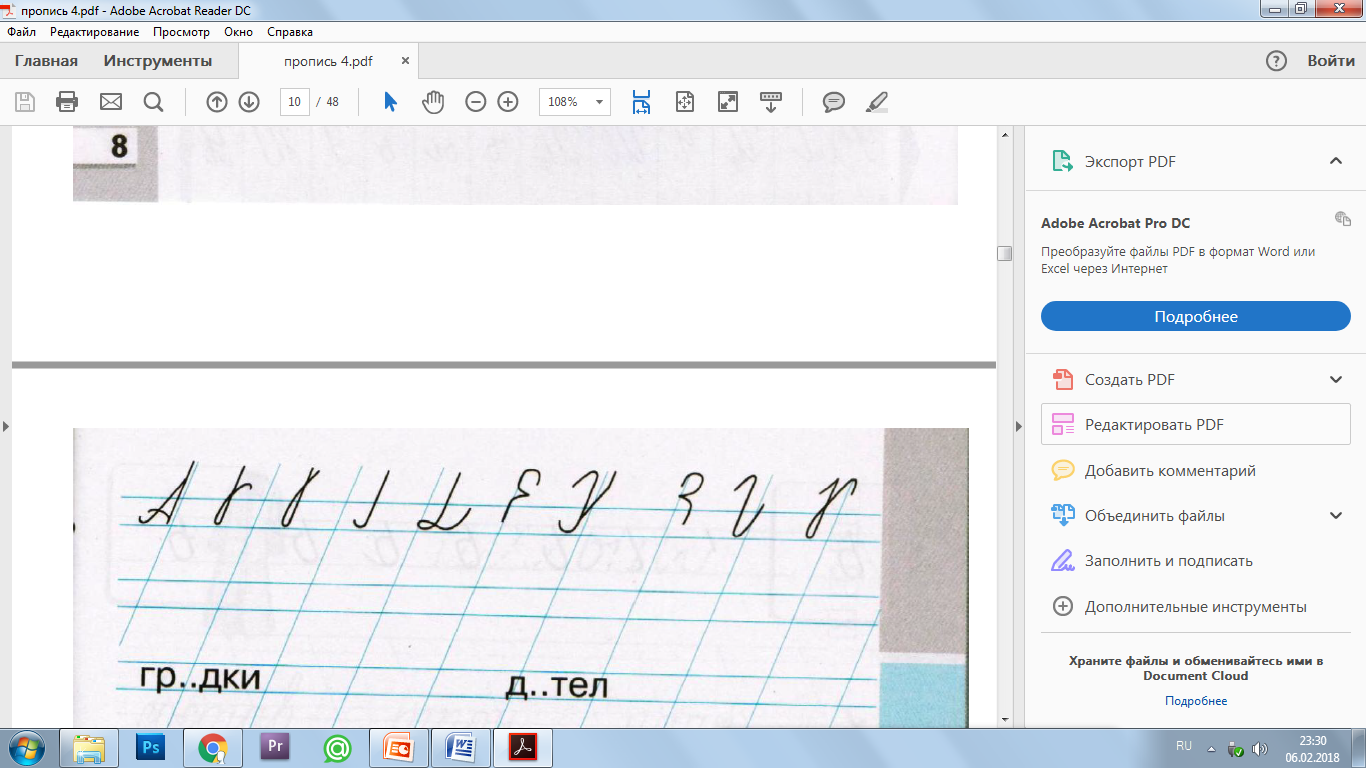 пропись 4.pdf - Adobe Acrobat Reader DC
Файл Редактирование Просмотр Окно Справка
Главная Инструменты пропись 4.pdf × Войти
10 / 48 108%
8
Экспорт PDF
Adobe Acrobat Pro DC
Преобразуйте файлы PDF в формат Word или
Excel через Интернет
Подробнее
Создать PDF
Редактировать PDF
Добавить комментарий
Объединить файлы
Заполнить и подписать
Дополнительные инструменты
Храните файлы и обменивайтесь ими в
Document Cloud
Подробнее
гр..дки д..тел
Ps Pr RU 23:30
06.02.2018